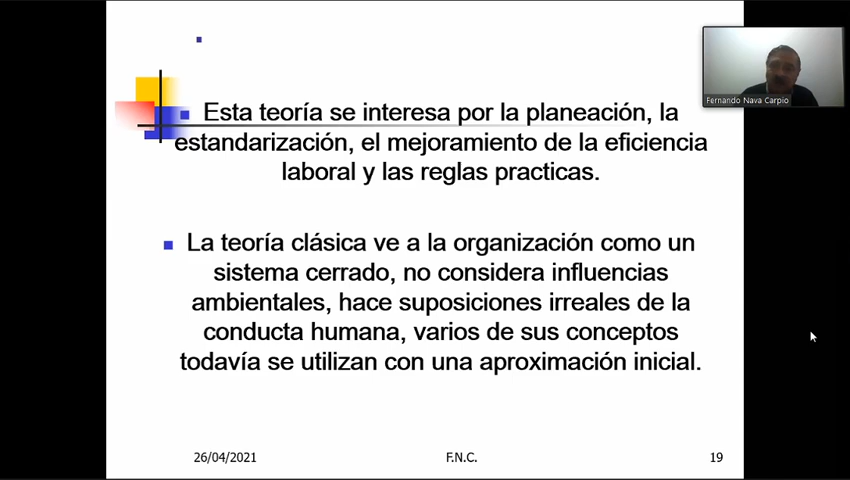 Esta teoría se interesa por la planeación, la
estandarización, el mejoramiento de la eficiencia
laboral y las reglas practicas.
La teoría clásica ve a la organización como un
sistema cerrado, no considera influencias
ambientales, hace suposiciones irreales de la
conducta humana, varios de sus conceptos
todavía se utilizan con una aproximación inicial.
26/04/2021
F.N.C.
19
Fernando Nava Carpio